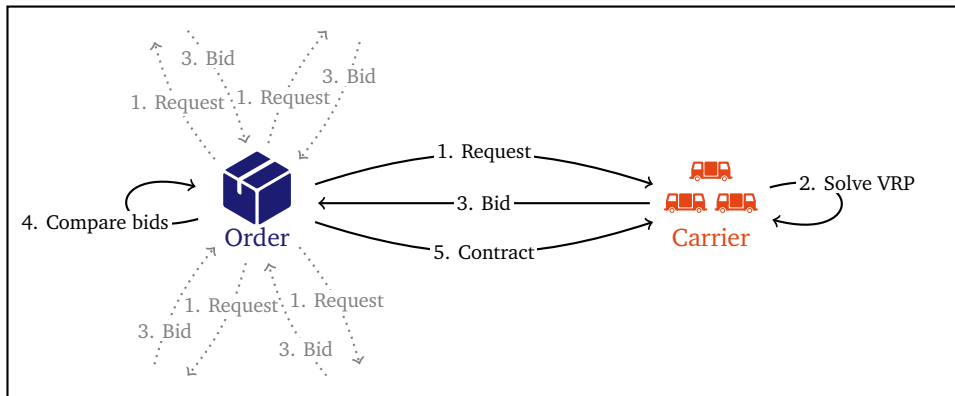 3. Bid
3. Bid
1. Request
1. Request
1. Request
2. Solve VRP
3. Bid
4. Compare bids
Order
Carrier
5. Contract
1. Request
1. Request
3. Bid
3. Bid